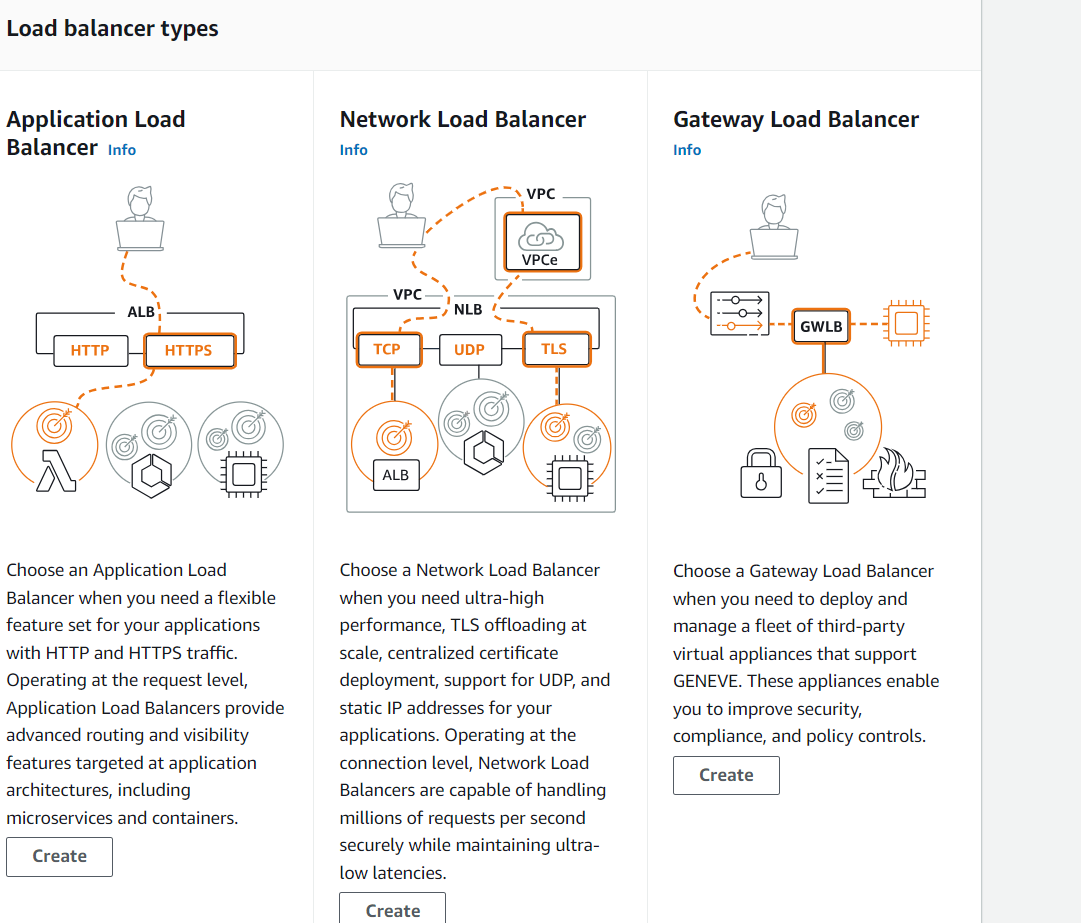 Load balancer types
Application Load
Balancer Info
ALB
HTTP
HTTPS
Choose an Application Load
Balancer when you need a flexible
feature set for your applications
with HTTP and HTTPS traffic.
Operating at the request level,
Application Load Balancers provide
advanced routing and visibility
features targeted at application
architectures, including
microservices and containers.
Create
Network Load Balancer
Info
VPC
VPCe
VPC
NLB
TCP
UDP
TLS
ALB
Choose a Network Load Balancer
when you need ultra-high
performance, TLS offloading at
scale, centralized certificate
deployment, support for UDP, and
static IP addresses for your
applications. Operating at the
connection level, Network Load
Balancers are capable of handling
millions of requests per second
securely while maintaining ultra-
low latencies.
Create
Gateway Load Balancer
Info
GWLB
Choose a Gateway Load Balancer
when you need to deploy and
manage a fleet of third-party
virtual appliances that support
GENEVE. These appliances enable
you to improve security,
compliance, and policy controls.
Create